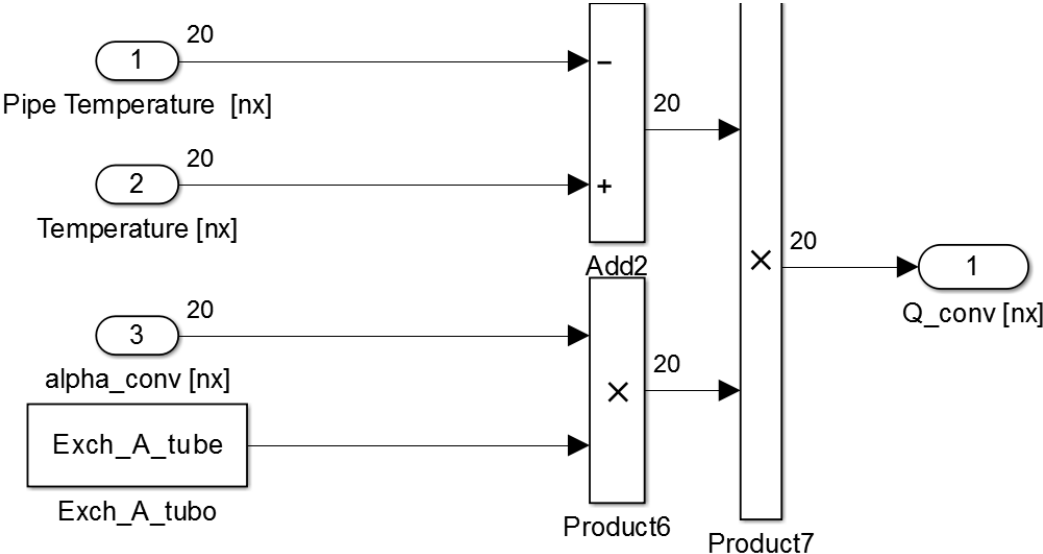 20
1
Pipe Temperature [nx]
20
2
Temperature [nx]
−
+
20
Add2
20
3
alpha_conv [nx]
Exch_A_tube
Exch_A_tubo
×
20
Product6
×
Product7
20
1
Q_conv [nx]